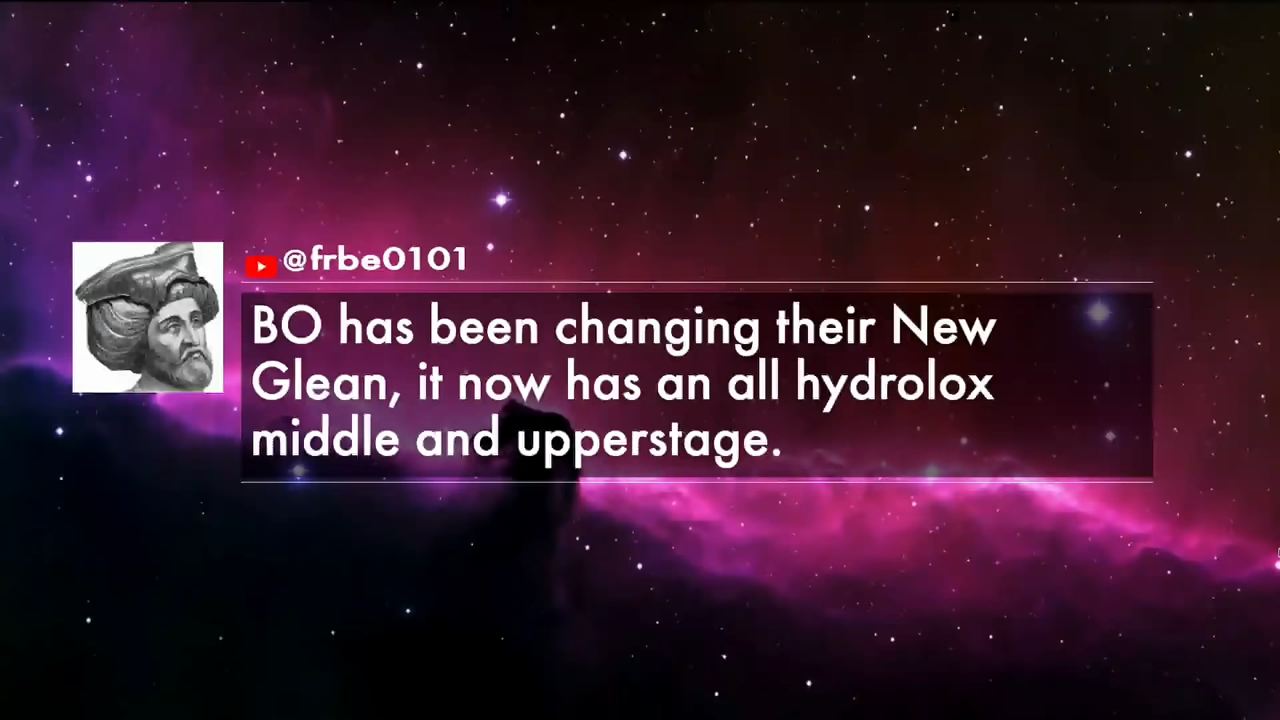 @frbe0101
BO has been changing their New
Glean, it now has an all hydrolox
middle and upperstage.